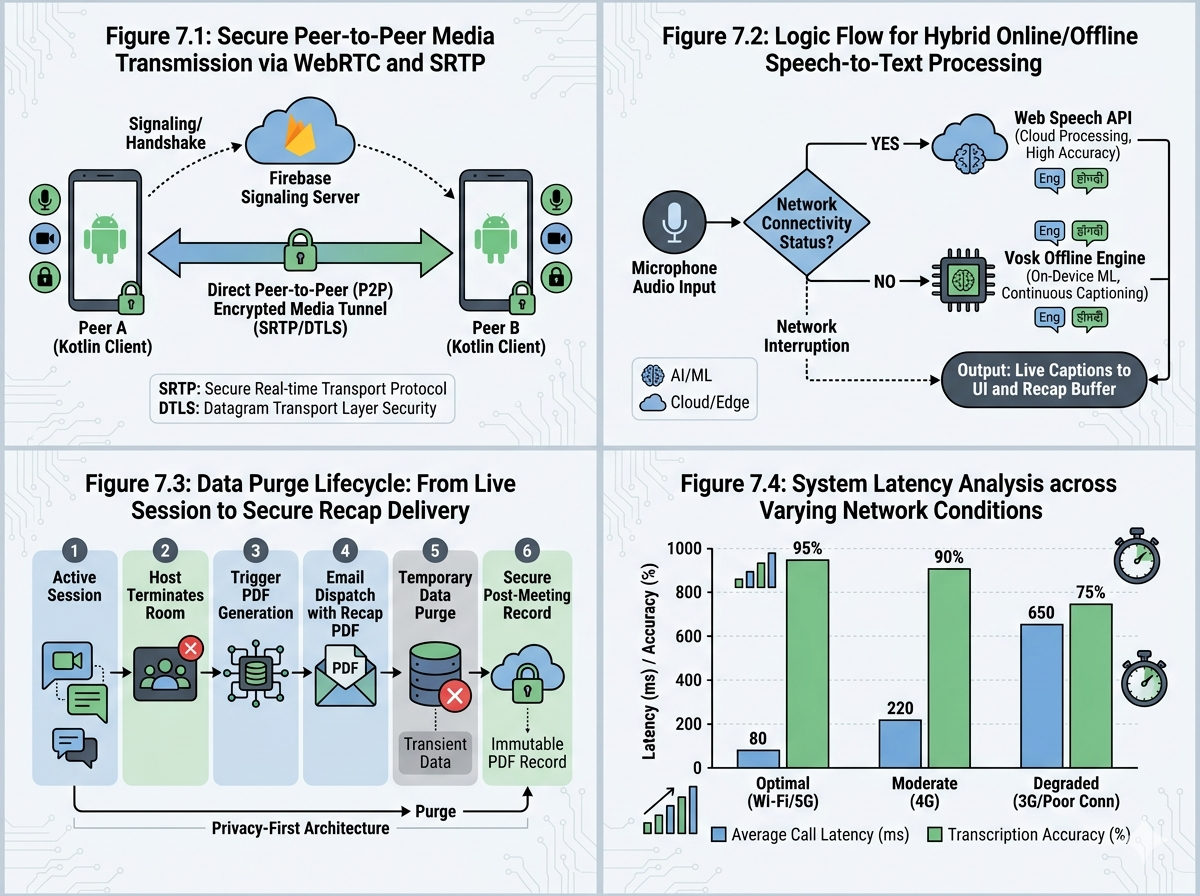 Figure 7.1: Secure Peer-to-Peer Media
Transmission via WebRTC and SRTP
Signaling/
Handshake
Firebase
Signaling Server
Direct Peer-to-Peer (P2P)
Encrypted Media Tunnel
(SRTP/DTLS)
Peer A
(Kotlin Client)
Peer B
(Kotlin Client)
SRTP: Secure Real-time Transport Protocol
DTLS: Datagram Transport Layer Security
Figure 7.2: Logic Flow for Hybrid Online/Offline
Speech-to-Text Processing
Microphone
Audio Input
Network
Connectivity
Status?
YES
Web Speech API
(Cloud Processing,
High Accuracy)
Eng
NO
Eng
Vosk Offline Engine
(On-Device ML,
Continuous Captioning)
Eng
Network
Interruption
Output: Live Captions to
UI and Recap Buffer
AI/ML
Cloud/Edge
Figure 7.3: Data Purge Lifecycle: From Live
Session to Secure Recap Delivery
1
Active
Session
2
Host
Terminates
Room
3
Trigger
PDF
Generation
4
Email
Dispatch
with Recap
PDF
PDF
5
Temporary
Data
Purge
Transient
Data
6
Secure
Post-Meeting
Record
Immutable
PDF Record
Purge
Privacy-First Architecture
Figure 7.4: System Latency Analysis across
Varying Network Conditions
Latency (ms) / Accuracy (%)
1000
800
600
400
200
0
80
95%
220
90%
650
75%
Optimal
(Wi-Fi/5G)
Moderate
(4G)
Degraded
(3G/Poor Conn)
Average Call Latency (ms)
Transcription Accuracy (%)